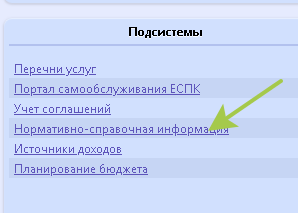 Подсистемы
Перечни услуг
Портал самообслуживания ЕСПК
Учет соглашений
Нормативно-справочная информация
Источники доходов
Планирование бюджета